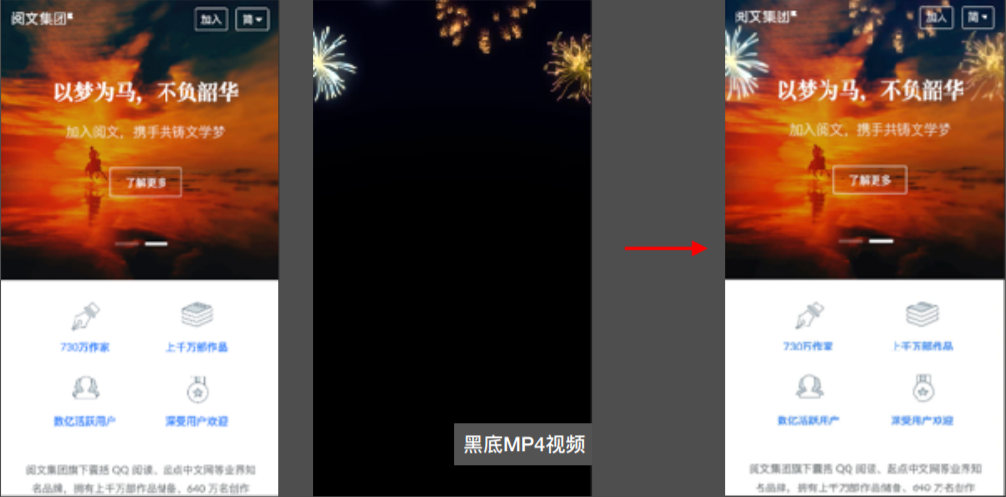 阅文集团
加入
简
以梦为马，不负韶华
加入阅文，携手共铸文学梦
了解更多
730万作家
上千万部作品
数亿活跃用户
深受用户欢迎
阅文集团旗下囊括 QQ 阅读、起点中文网等业界知
名品牌，拥有上千万部作品储备、640 万名创作
黑底MP4视频
阅文集团
加入
简
以梦为马，不负韶华
加入阅文，携手共铸文学梦
了解更多
730万作家
上千万部作品
数亿活跃用户
深受用户欢迎
阅文集团旗下囊括 QQ 阅读、起点中文网等业界知
名品牌，拥有上千万部作品储备、640 万名创作